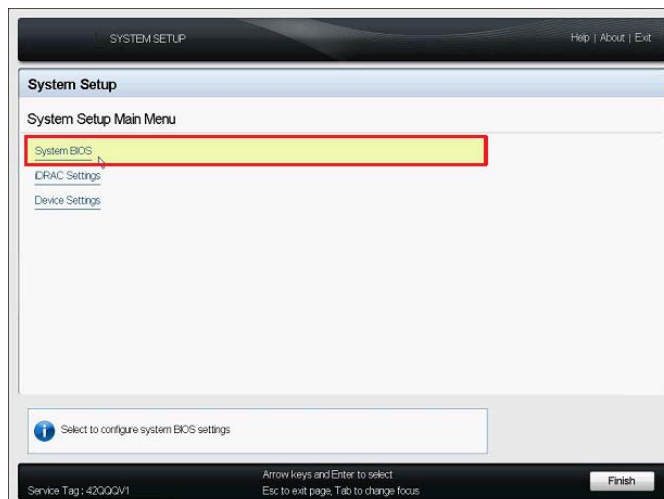 SYSTEM SETUP
Help | About | Exit
System Setup
System Setup Main Menu
System BIOS
iDRAC Settings
Device Settings
Select to configure system BIOS settings
Arrow keys and Enter to select
Service Tag : 42QQQV1
Esc to exit page, Tab to change focus
Finish